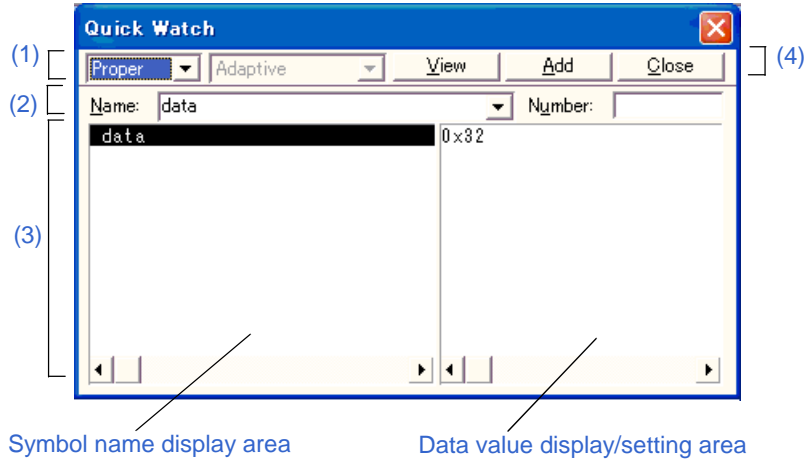 Quick Watch
(1) Proper Adaptive View Add Close (4)
(2) Name: data Number:
data 0x32
(3)
Symbol name display area Data value display/setting area